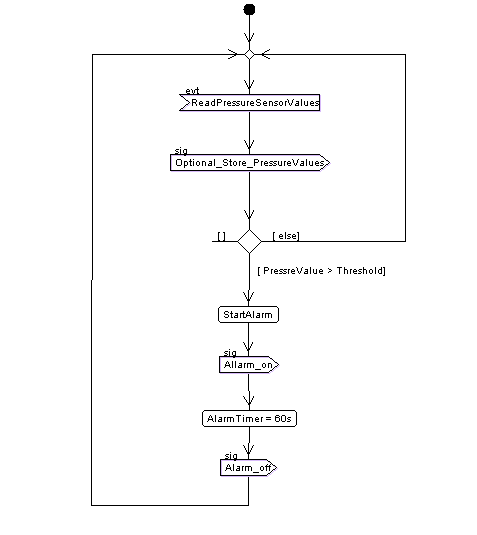 evt
ReadPressureSensorValues
sig
Optional_Store_PressureValues
[ ]
[ else]
[ PressreValue > Threshold]
StartAlarm
sig
Allarm_on
AlarmTimer = 60s
sig
Alarm_off